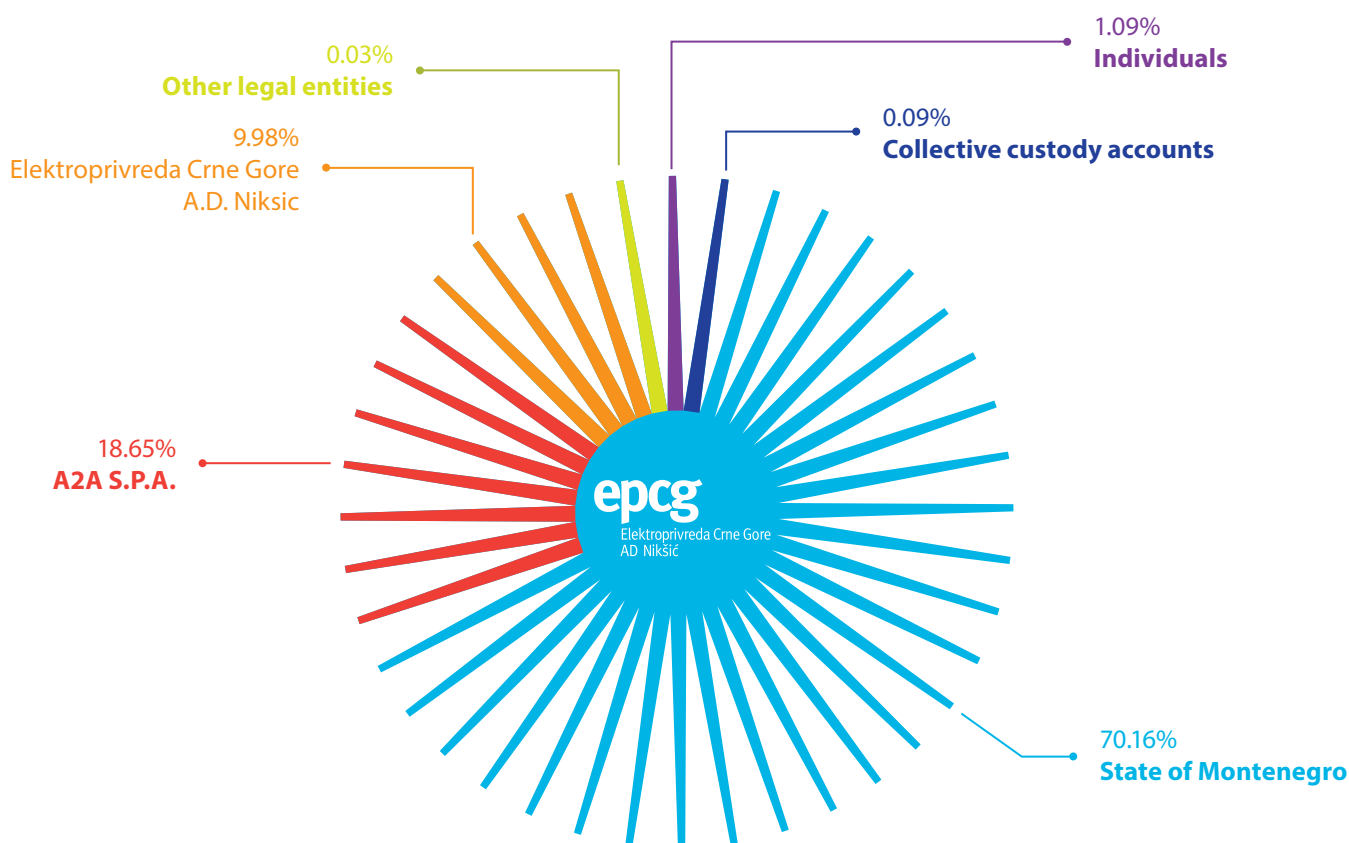 1.09%
Individuals
0.03%
Other legal entities
0.09%
Collective custody accounts
9.98%
Elektroprivreda Crne Gore
A.D. Niksic
18.65%
A2A S.P.A.
epcg
Elektroprivreda Crne Gore
AD Nikšić
70.16%
State of Montenegro